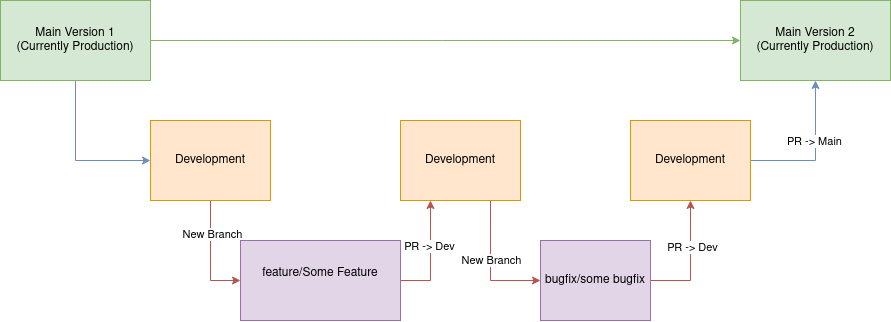 Main Version 1
(Currently Production)
Main Version 2
(Currently Production)
PR -> Main
Development
Development
Development
New Branch
PR -> Dev
New Branch
PR -> Dev
feature/Some Feature
bugfix/some bugfix